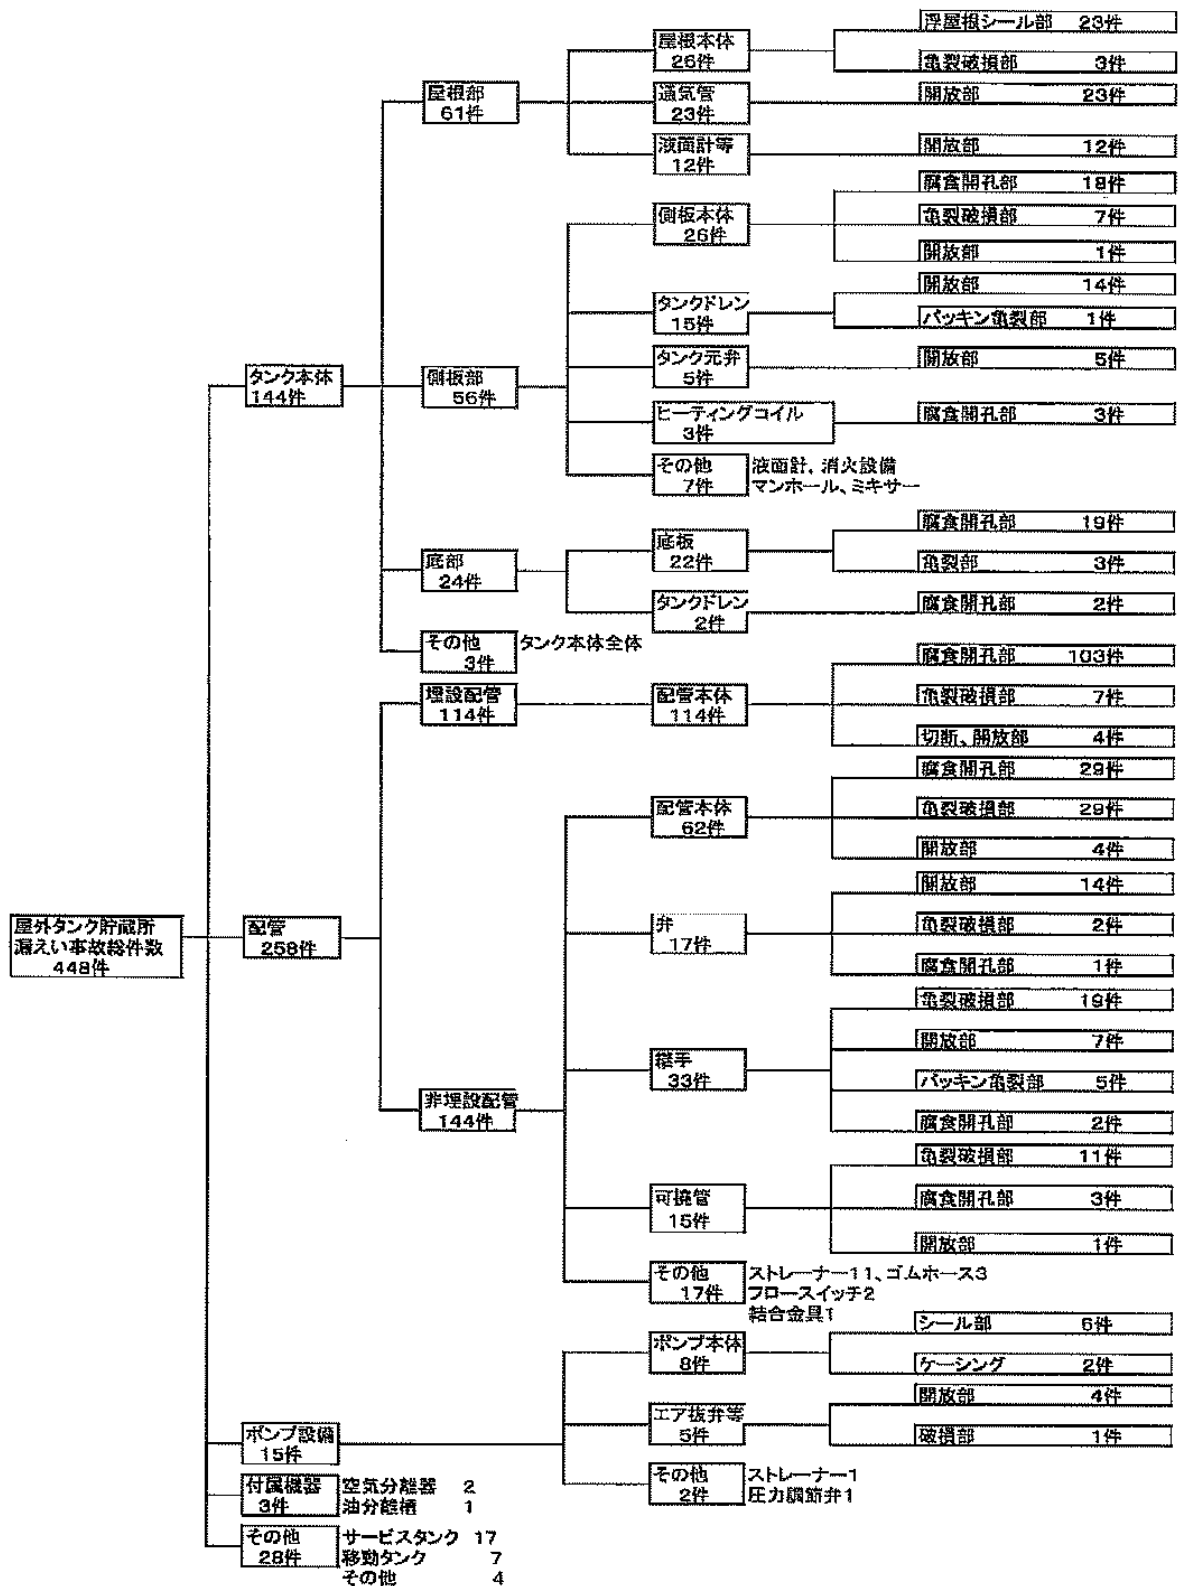 屋外タンク貯蔵所
漏えい事故総件数
448件
タンク本体
144件
屋根部
61件
屋根本体
26件
浮屋根シール部 23件
亀裂破損部 3件
通気管
23件
開放部 23件
液面計等
12件
開放部 12件
側板部
56件
側板本体
26件
腐食開孔部 18件
亀裂破損部 7件
開放部 1件
タンクドレン
15件
開放部 14件
パッキン亀裂部 1件
タンク元弁
5件
開放部 5件
ヒーティングコイル
3件
腐食開孔部 3件
その他
7件
液面計、消火設備
マンホール、ミキサー
底部
24件
底板
22件
腐食開孔部 19件
亀裂部 3件
タンクドレン
2件
腐食開孔部 2件
その他
3件
タンク本体全体
配管
258件
埋設配管
114件
配管本体
114件
腐食開孔部 103件
亀裂破損部 7件
切断、開放部 4件
非埋設配管
144件
配管本体
62件
腐食開孔部 29件
亀裂破損部 29件
開放部 4件
弁
17件
開放部 14件
亀裂破損部 2件
腐食開孔部 1件
継手
33件
亀裂破損部 19件
開放部 7件
パッキン亀裂部 5件
腐食開孔部 2件
可撓管
15件
亀裂破損部 11件
腐食開孔部 3件
開放部 1件
その他
17件
ストレーナー11、ゴムホース3
フロースイッチ2
結合金具1
ポンプ設備
15件
ポンプ本体
8件
シール部 6件
ケーシング 2件
エア抜弁等
5件
開放部 4件
破損部 1件
その他
2件
ストレーナー1
圧力調節弁1
付属機器
3件
空気分離器 2
油分離槽 1
その他
28件
サービスタンク 17
移動タンク 7
その他 4